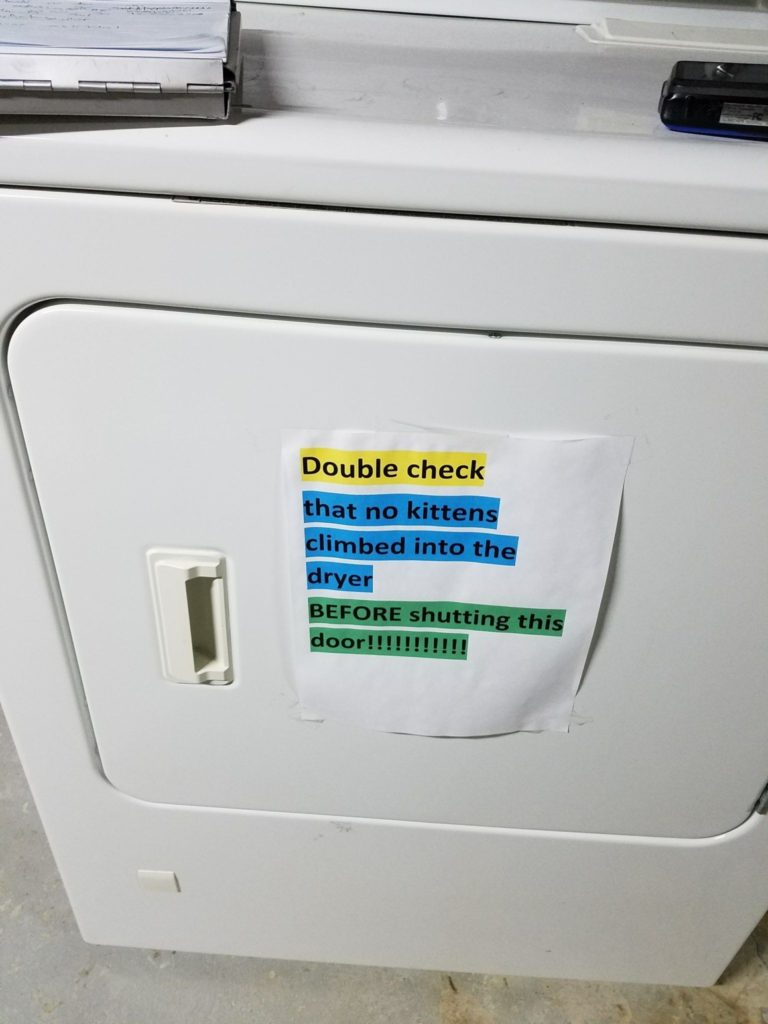 Double check
that no kittens
climbed into the
dryer
BEFORE shutting this
door!!!!!!!!!!!